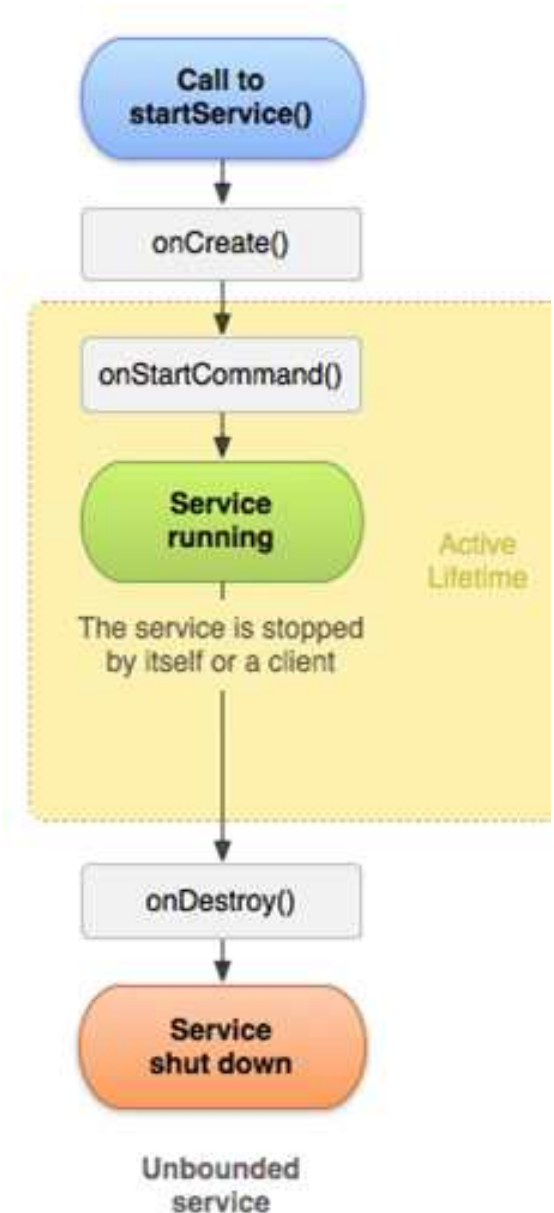 Call to
startService()
onCreate()
onStartCommand()
Service
running
Active
Lifetime
The service is stopped
by itself or a client
onDestroy()
Service
shut down
Unbounded
service